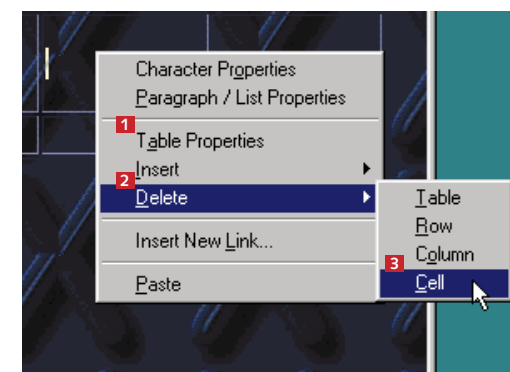 Character Properties
Paragraph / List Properties
1
Table Properties
Insert
2
Delete
Insert New Link...
Paste
Table
Row
Column
3
Cell